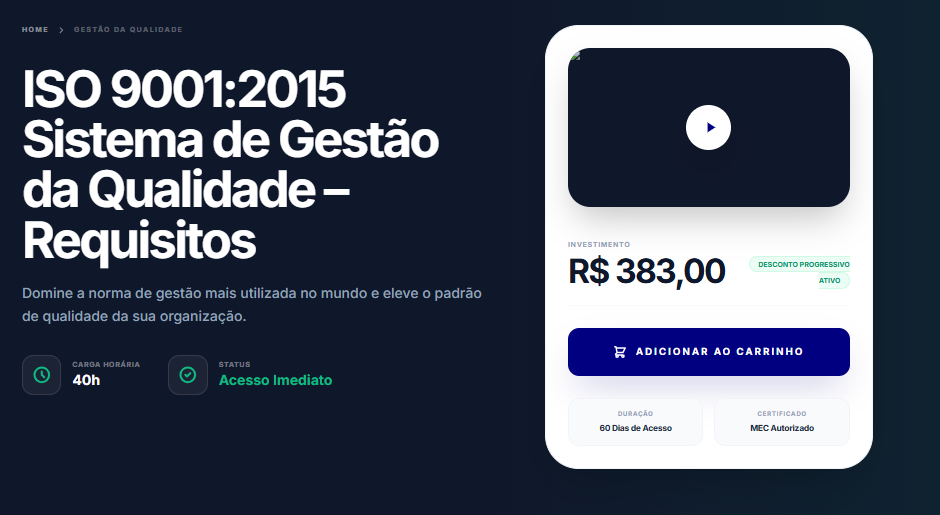 HOME > GESTÃO DA QUALIDADE
ISO 9001:2015
Sistema de Gestão
da Qualidade –
Requisitos
Domine a norma de gestão mais utilizada no mundo e eleve o padrão
de qualidade da sua organização.
CARGA HORÁRIA
40h
STATUS
Acesso Imediato
INVESTIMENTO
R$ 383,00
DESCONTO PROGRESSIVO
ATIVO
ADICIONAR AO CARRINHO
DURAÇÃO
60 Dias de Acesso
CERTIFICADO
MEC Autorizado